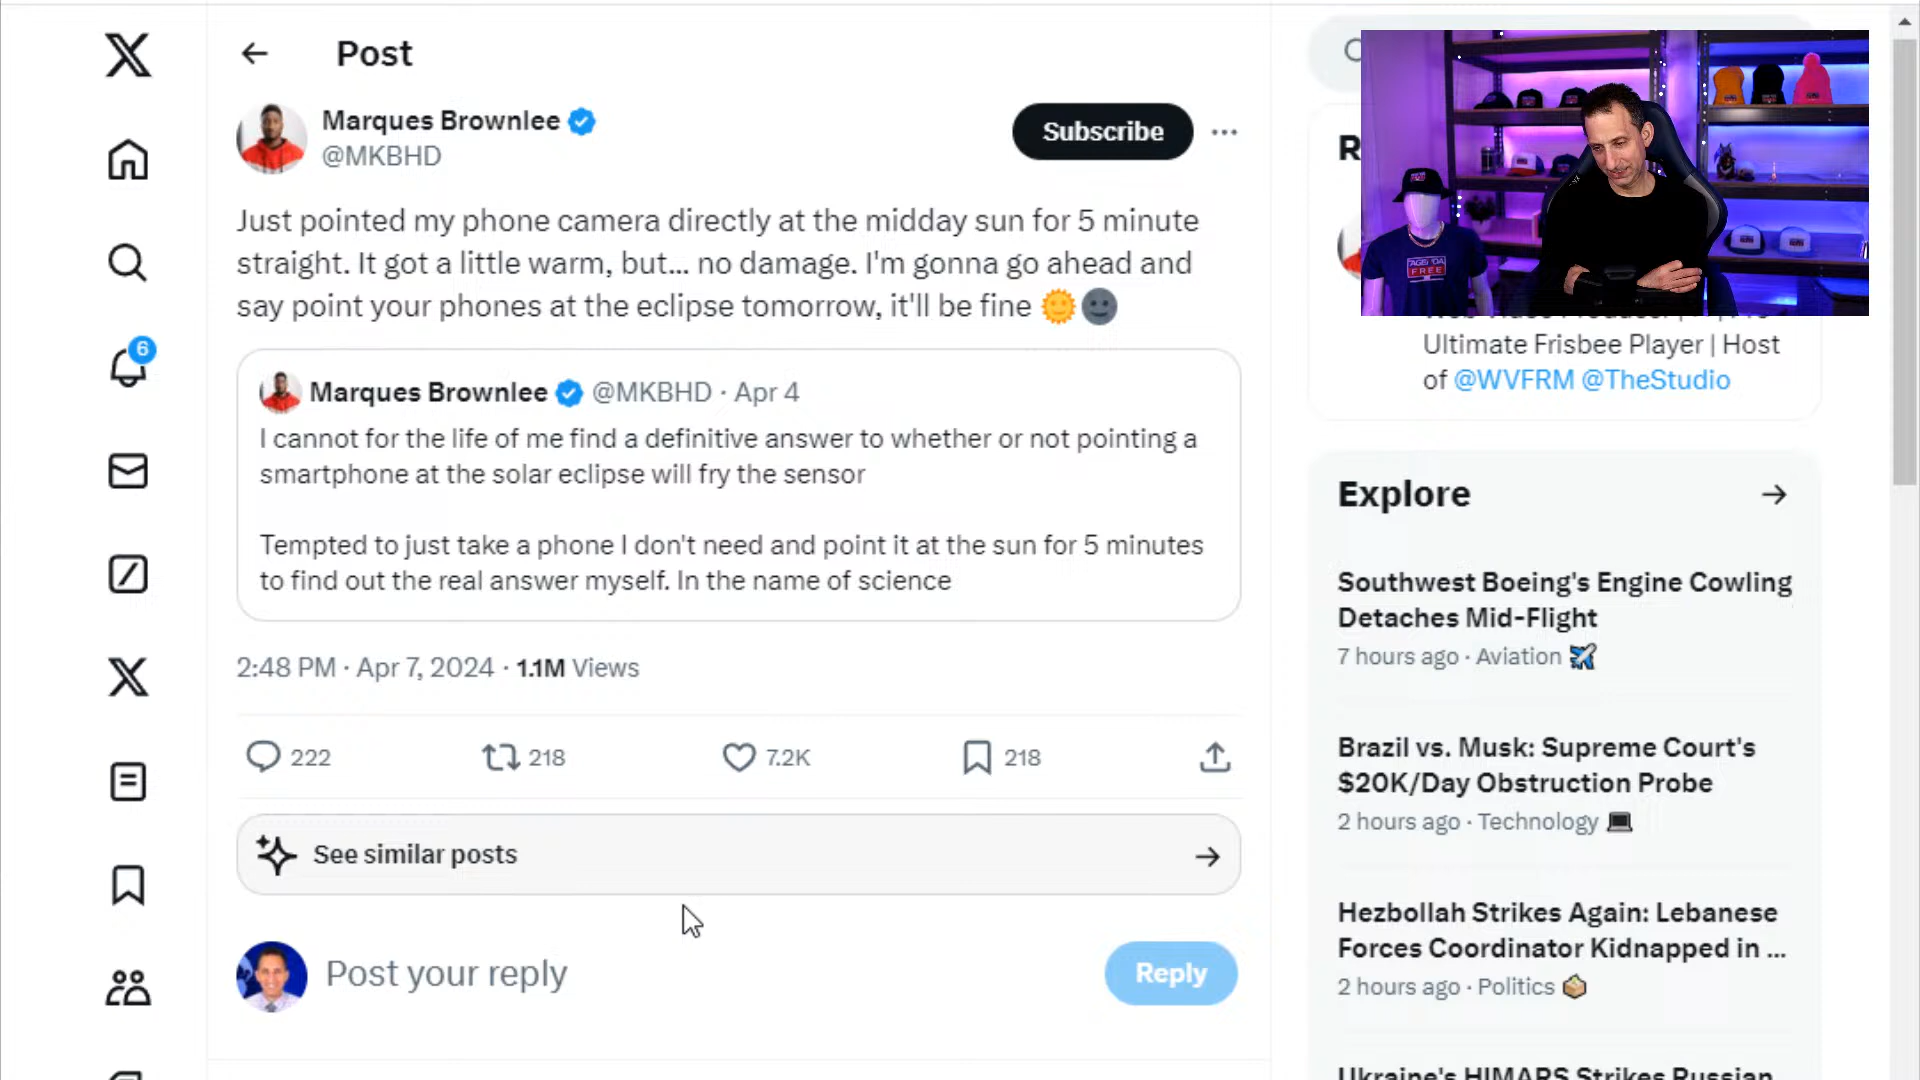 Post
Marques Brownlee
@MKBHD
Subscribe
Just pointed my phone camera directly at the midday sun for 5 minute
straight. It got a little warm, but... no damage. I'm gonna go ahead and
say point your phones at the eclipse tomorrow, it'll be fine 🌞🌚
Marques Brownlee @MKBHD · Apr 4
I cannot for the life of me find a definitive answer to whether or not pointing a
smartphone at the solar eclipse will fry the sensor
Tempted to just take a phone I don't need and point it at the sun for 5 minutes
to find out the real answer myself. In the name of science
2:48 PM · Apr 7, 2024 · 1.1M Views
222
218
7.2K
218
See similar posts
Post your reply
Reply
6
R
FREE
Ultimate Frisbee Player | Host
of @WVFRM @TheStudio
Explore
Southwest Boeing's Engine Cowling
Detaches Mid-Flight
7 hours ago · Aviation ✈️
Brazil vs. Musk: Supreme Court's
$20K/Day Obstruction Probe
2 hours ago · Technology 💻
Hezbollah Strikes Again: Lebanese
Forces Coordinator Kidnapped in ...
2 hours ago · Politics 🗳️
Ukraine's HIMARS Strikes Russian